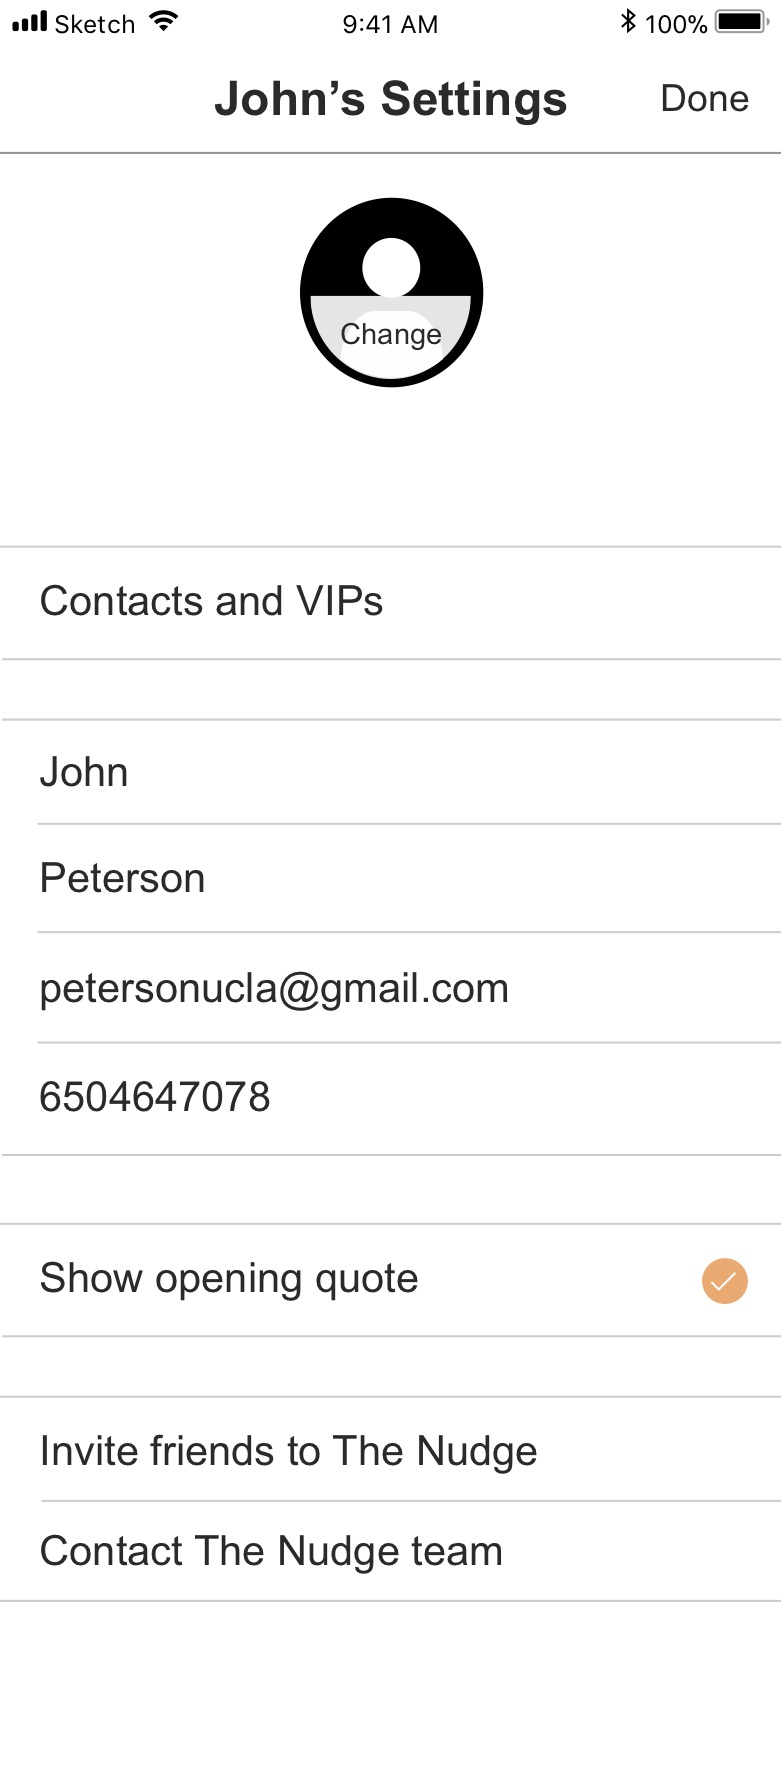 Sketch 9:41 AM 100%
John’s Settings Done
Change
Contacts and VIPs
John
Peterson
petersonucla@gmail.com
6504647078
Show opening quote
Invite friends to The Nudge
Contact The Nudge team